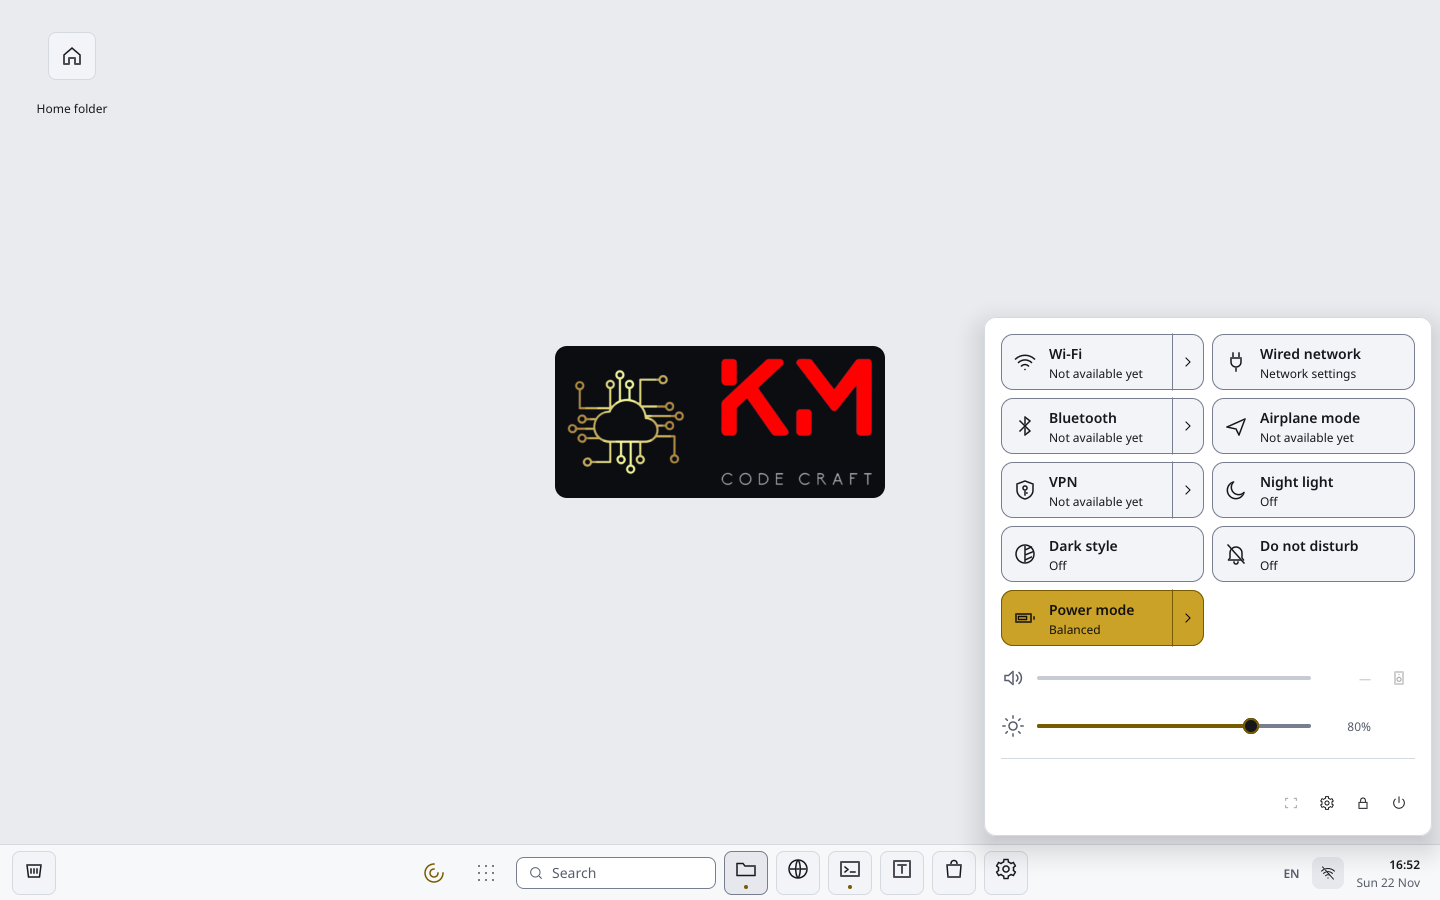 Home folder
KM
CODE CRAFT
Wi-Fi
Not available yet
Wired network
Network settings
Bluetooth
Not available yet
Airplane mode
Not available yet
VPN
Not available yet
Night light
Off
Dark style
Off
Do not disturb
Off
Power mode
Balanced
—
80%
Search
EN
16:52
Sun 22 Nov